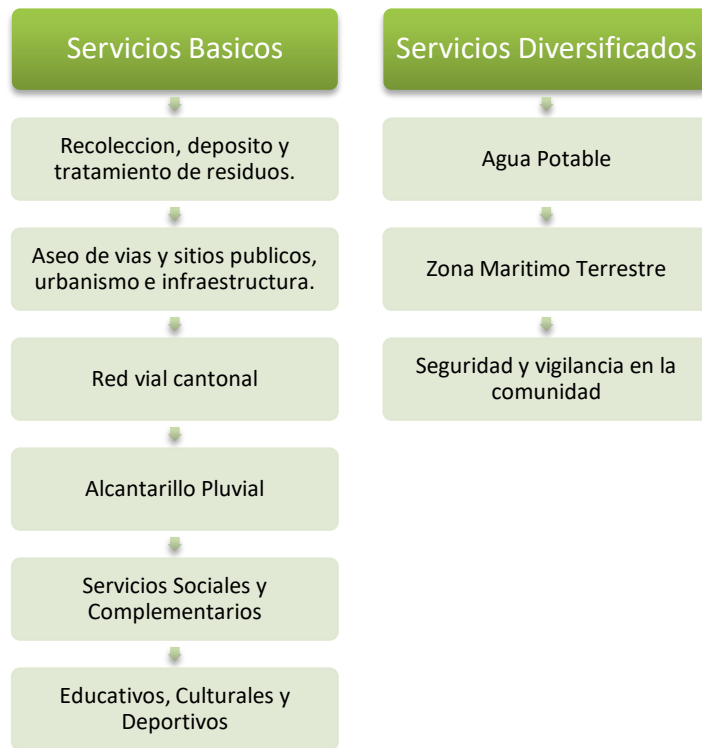 Servicios Basicos
Recoleccion, deposito y
tratamiento de residuos.
Aseo de vias y sitios publicos,
urbanismo e infraestructura.
Red vial cantonal
Alcantarillo Pluvial
Servicios Sociales y
Complementarios
Educativos, Culturales y
Deportivos
Servicios Diversificados
Agua Potable
Zona Maritimo Terrestre
Seguridad y vigilancia en la
comunidad